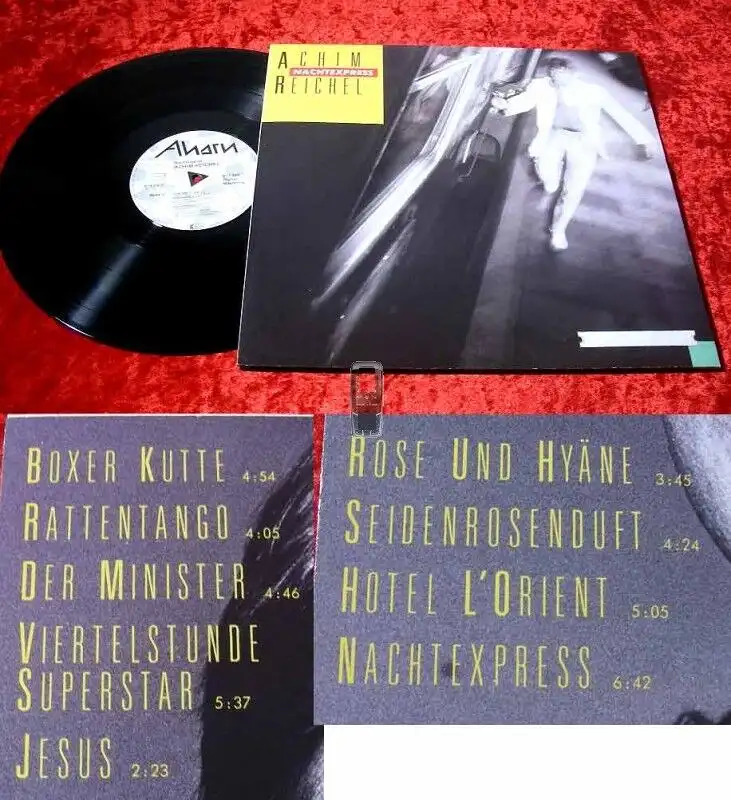 ACHIM
NACHTEXPRESS
REICHEL
Ahorn
BOXER KUTTE 4:54
RATTENTANGO 4:05
DER MINISTER 4:46
VIERTELSTUNDE
SUPERSTAR 5:37
JESUS 2:23
ROSE UND HYÄNE 3:45
SEIDENROSENDUFT 4:24
HOTEL L'ORIENT 5:05
NACHTEXPRESS 6:42